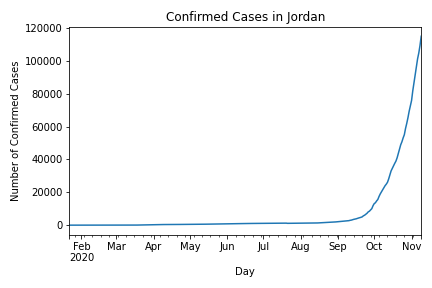 Confirmed Cases in Jordan
120000
100000
80000
60000
40000
20000
0
Number of Confirmed Cases
Feb Mar Apr May Jun Jul Aug Sep Oct Nov
2020
Day